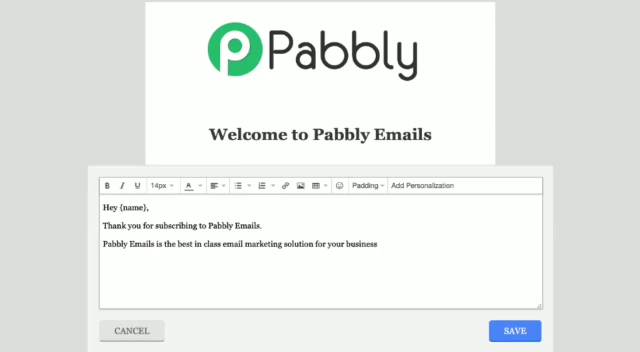 Pabbly
Welcome to Pabbly Emails
B I U 14px A Padding Add Personalization
Hey {name},
Thank you for subscribing to Pabbly Emails.
Pabbly Emails is the best in class email marketing solution for your business
CANCEL SAVE